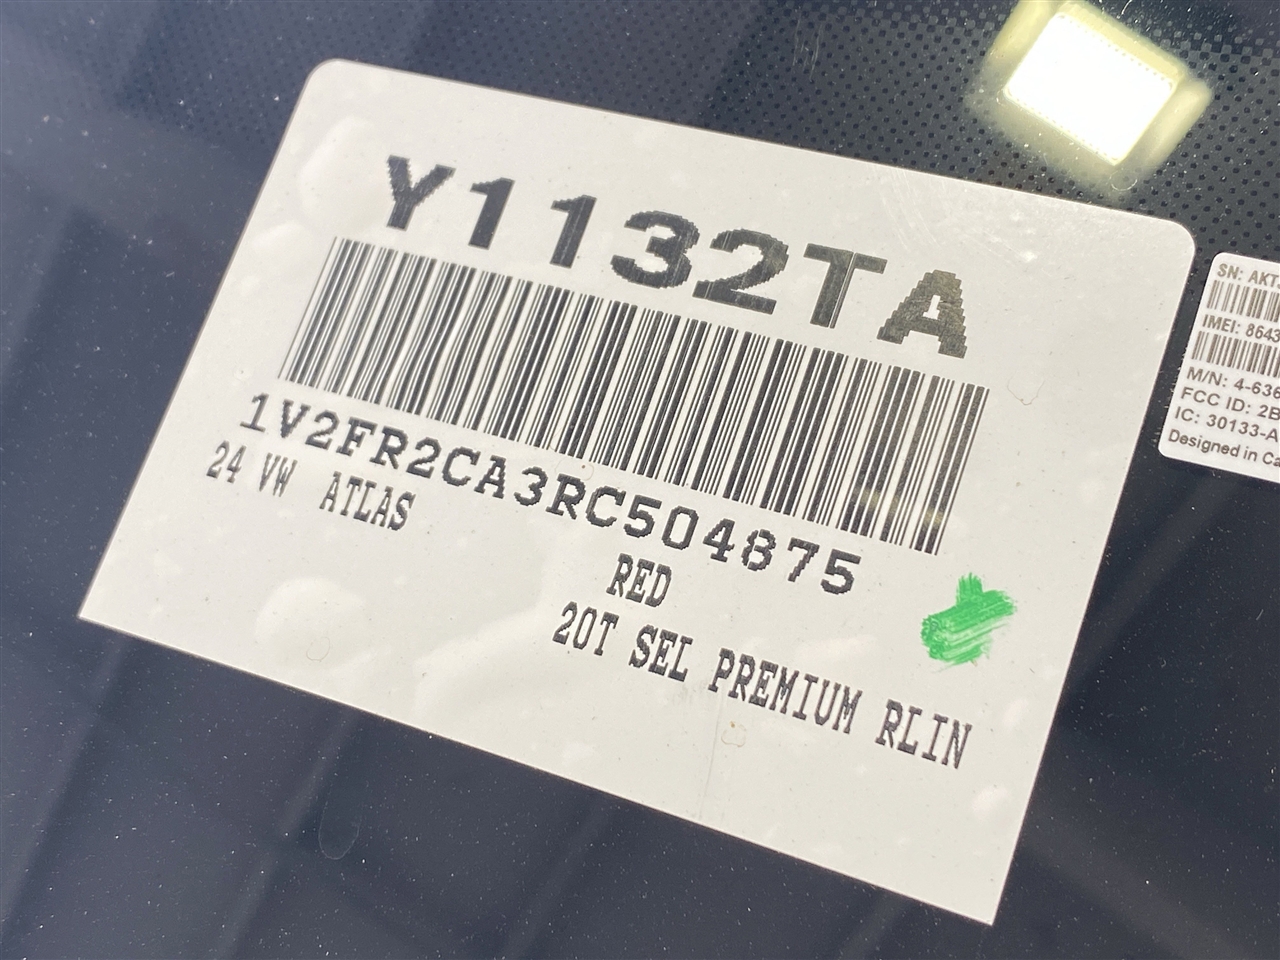 Y1132TA
1V2FR2CA3RC504875
24 VW ATLAS
RED
20T SEL PREMIUM RLIN
SN: AKT
IMEI: 8643
M/N: 4-636
FCC ID: 2B
IC: 30133-A
Designed in Ca